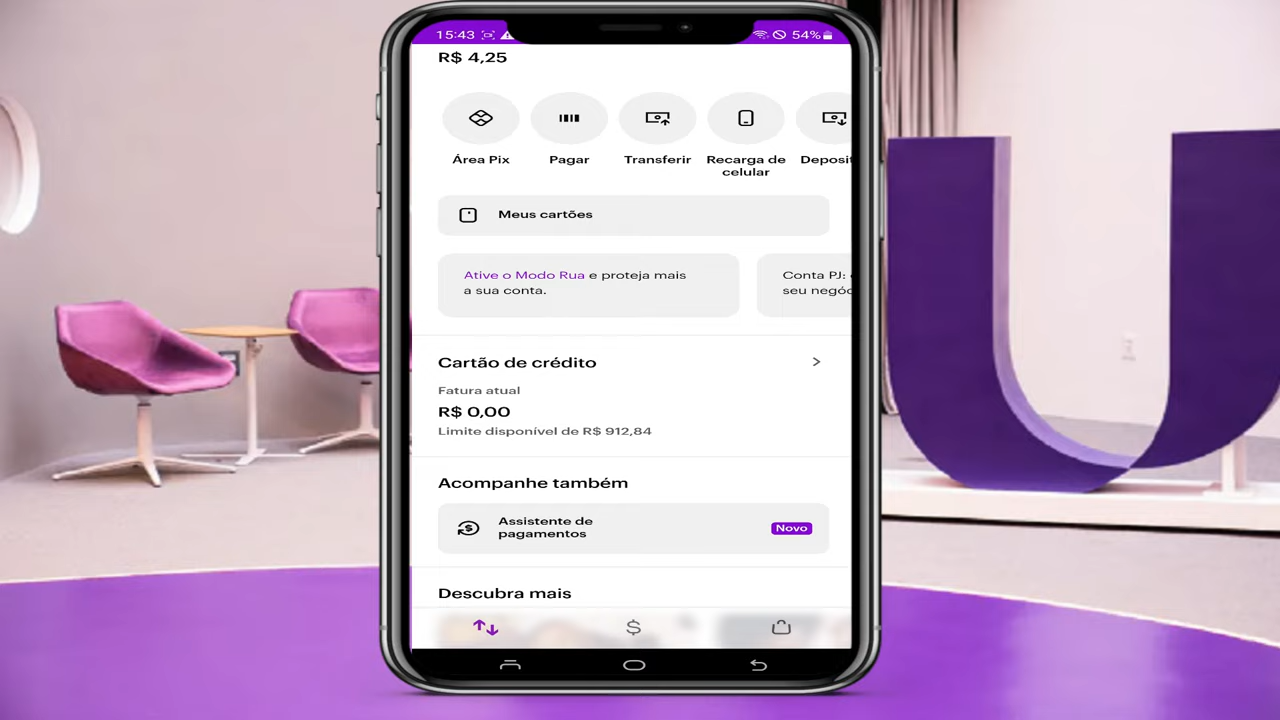 15:43 54%
R$ 4,25
Área Pix Pagar Transferir Recarga de celular
Meus cartões
Ative o Modo Rua e proteja mais
a sua conta.
Conta PJ:
seu
Cartão de crédito
Fatura atual
R$ 0,00
Limite disponível de R$ 912,84
Acompanhe também
Assistente de
pagamentos
Novo
Descubra mais